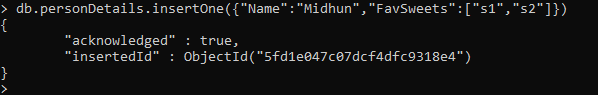 > db.personDetails.insertOne({"Name":"Midhun","FavSweets":["s1","s2"]})
{
        "acknowledged" : true,
        "insertedId" : ObjectId("5fd1e047c07dcf4dfc9318e4")
}
>